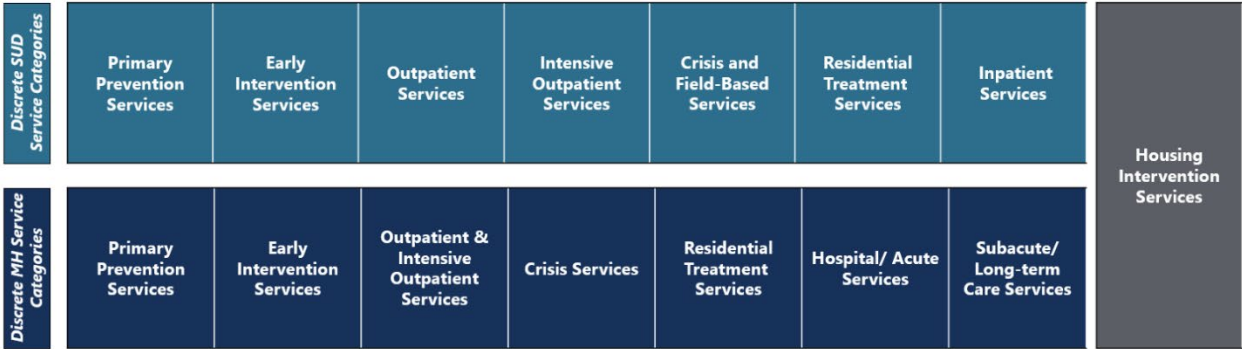 Discrete SUD
Service Categories
Primary
Prevention
Services
Early
Intervention
Services
Outpatient
Services
Intensive
Outpatient
Services
Crisis and
Field-Based
Services
Residential
Treatment
Services
Inpatient
Services
Housing
Intervention
Services
Discrete MH Service
Categories
Primary
Prevention
Services
Early
Intervention
Services
Outpatient &
Intensive
Outpatient
Services
Crisis Services
Residential
Treatment
Services
Hospital/ Acute
Services
Subacute/
Long-term
Care Services